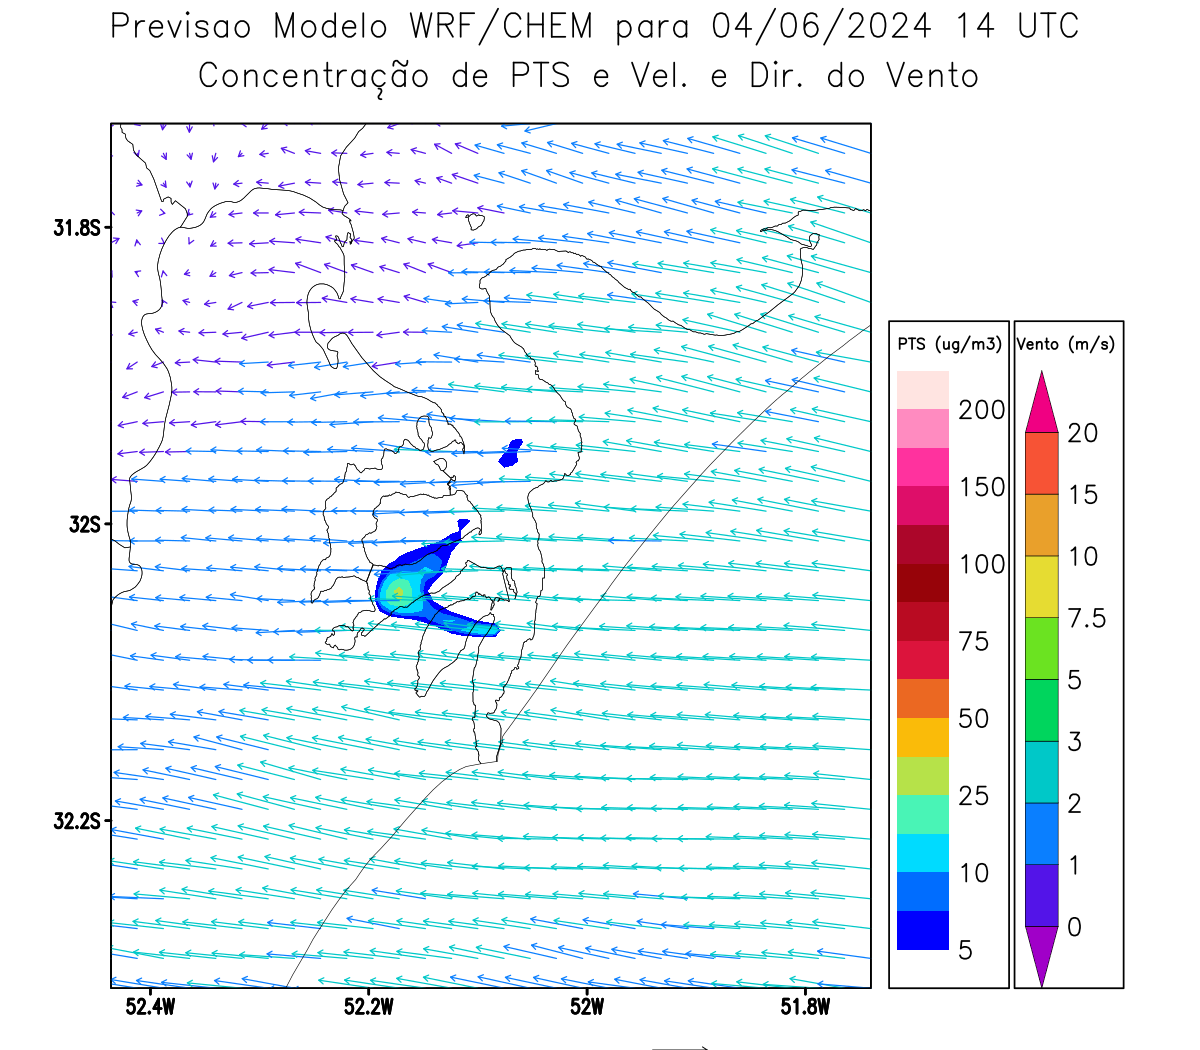 Previsao Modelo WRF/CHEM para 04/06/2024 14 UTC
Concentração de PTS e Vel. e Dir. do Vento
31.8S
32S
32.2S
52.4W
52.2W
52W
51.8W
PTS (ug/m3)
200
150
100
75
50
25
10
5
Vento (m/s)
20
15
10
7.5
5
3
2
1
0